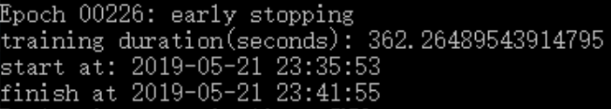 Epoch 00226: early stopping
training duration(seconds): 362.26489543914795
start at: 2019-05-21 23:35:53
finish at 2019-05-21 23:41:55